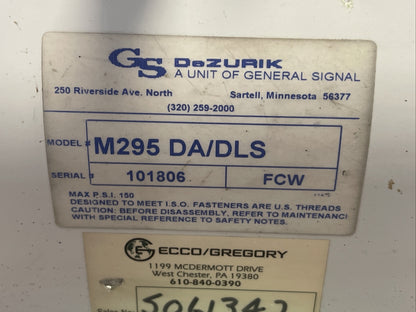 GS DeZURIK
A UNIT OF GENERAL SIGNAL
250 Riverside Ave. North Sartell, Minnesota 56377
(320) 259-2000
MODEL # M295 DA/DLS
SERIAL # 101806 FCW
MAX P.S.I. 150
DESIGNED TO MEET I.S.O. FASTENERS ARE U.S. THREADS
CAUTION: BEFORE DISASSEMBLY, REFER TO MAINTENANCE
WITH SPECIAL REFERENCE TO SAFETY NOTES.
ECCO/GREGORY
1199 MCDERMOTT DRIVE
West Chester, PA 19380
610-840-0390